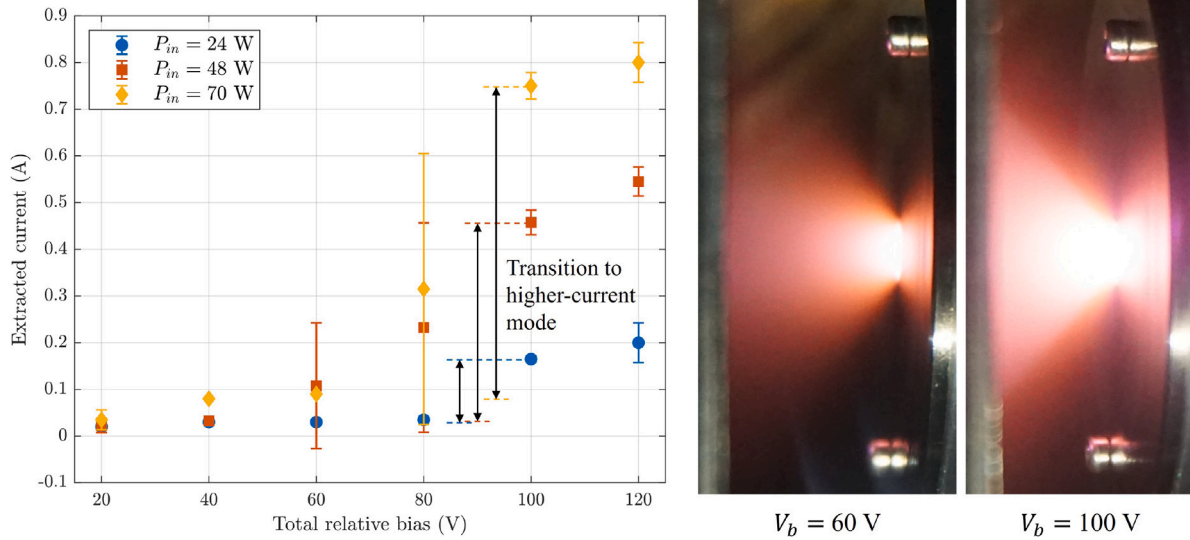 0.9
0.8
0.7
0.6
0.5
0.4
0.3
0.2
0.1
0
-0.1
Extracted current (A)
P_in = 24 W
P_in = 48 W
P_in = 70 W
Transition to
higher-current
mode
20 40 60 80 100 120
Total relative bias (V)
V_b = 60 V
V_b = 100 V